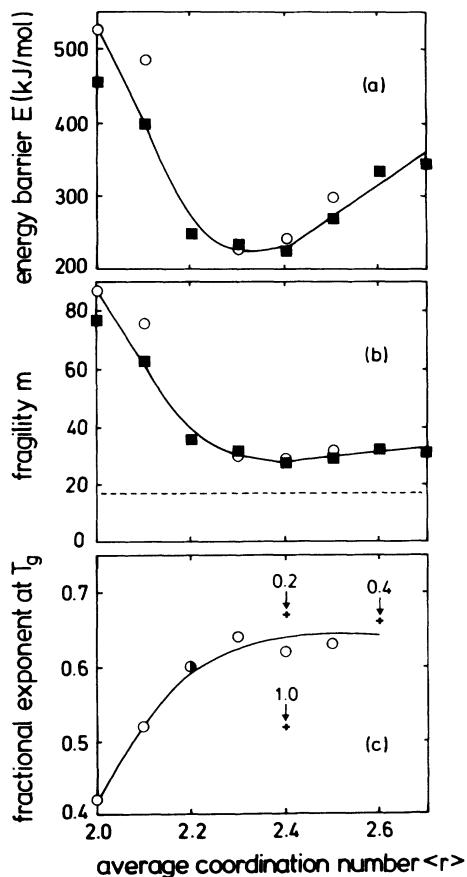 energy barrier E (kJ/mol)
500
400
300
200
(a)
fragility m
80
60
40
20
0
(b)
fractional exponent at Tg
0.7
0.6
0.5
0.4
0.2
0.4
1.0
(c)
2.0 2.2 2.4 2.6
average coordination number <r>